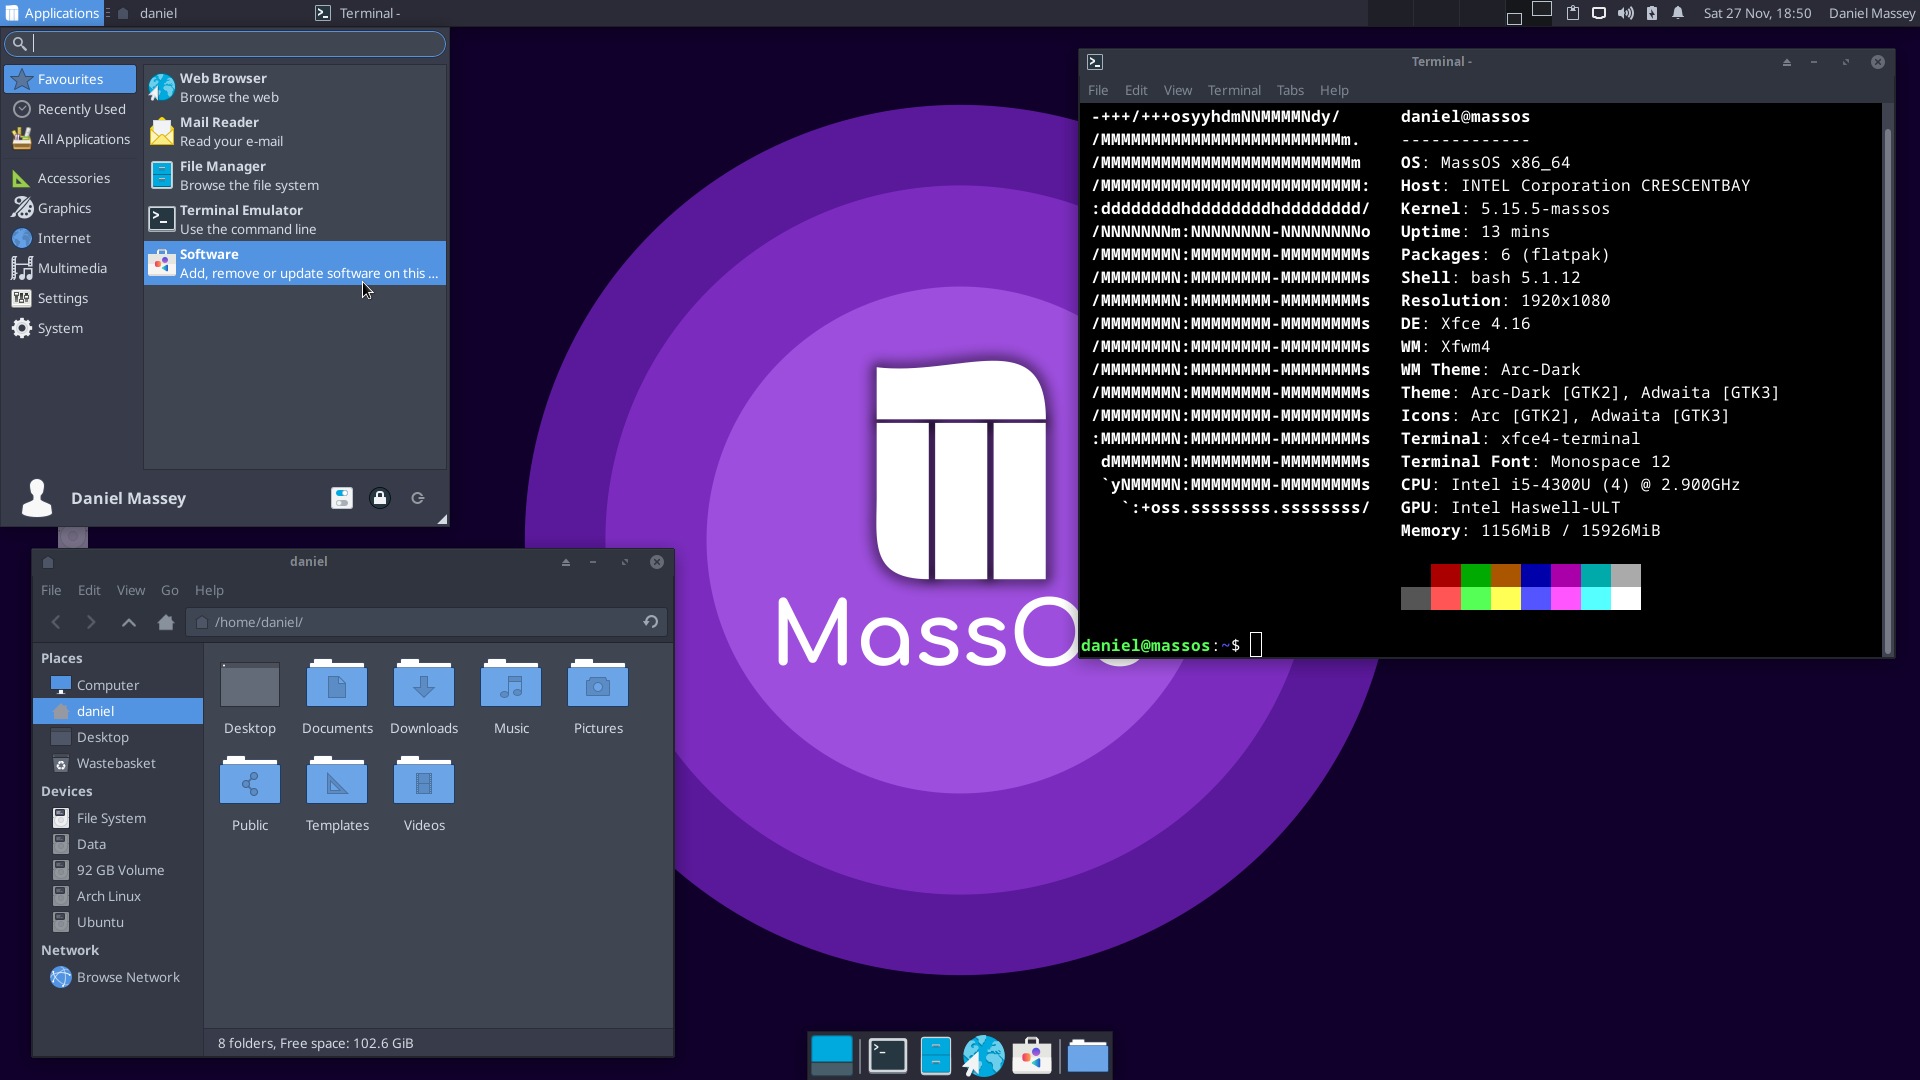 Applications
daniel
Terminal -
Sat 27 Nov, 18:50
Daniel Massey
Favourites
Recently Used
All Applications
Accessories
Graphics
Internet
Multimedia
Settings
System
Web Browser
Browse the web
Mail Reader
Read your e-mail
File Manager
Browse the file system
Terminal Emulator
Use the command line
Software
Add, remove or update software on this ...
Daniel Massey
Terminal -
File Edit View Terminal Tabs Help
-+++/+++osyyhdmNNMMMMNdy/ daniel@massos
/MMMMMMMMMMMMMMMMMMMMMMMMm. -------------
/MMMMMMMMMMMMMMMMMMMMMMMMMm OS: MassOS x86_64
/MMMMMMMMMMMMMMMMMMMMMMMMMM: Host: INTEL Corporation CRESCENTBAY
:ddddddddhddddddddhdddddddd/ Kernel: 5.15.5-massos
/NNNNNNNm:NNNNNNNN-NNNNNNNNo Uptime: 13 mins
/MMMMMMMN:MMMMMMMM-MMMMMMMMs Packages: 6 (flatpak)
/MMMMMMMN:MMMMMMMM-MMMMMMMMs Shell: bash 5.1.12
/MMMMMMMN:MMMMMMMM-MMMMMMMMs Resolution: 1920x1080
/MMMMMMMN:MMMMMMMM-MMMMMMMMs DE: Xfce 4.16
/MMMMMMMN:MMMMMMMM-MMMMMMMMs WM: Xfwm4
/MMMMMMMN:MMMMMMMM-MMMMMMMMs WM Theme: Arc-Dark
/MMMMMMMN:MMMMMMMM-MMMMMMMMs Theme: Arc-Dark [GTK2], Adwaita [GTK3]
/MMMMMMMN:MMMMMMMM-MMMMMMMMs Icons: Arc [GTK2], Adwaita [GTK3]
:MMMMMMMN:MMMMMMMM-MMMMMMMMs Terminal: xfce4-terminal
dMMMMMMN:MMMMMMMM-MMMMMMMMs Terminal Font: Monospace 12
`yNMMMMN:MMMMMMMM-MMMMMMMMs CPU: Intel i5-4300U (4) @ 2.900GHz
`:+oss.ssssssss.ssssssss/ GPU: Intel Haswell-ULT
Memory: 1156MiB / 15926MiB
daniel@massos:~$
MassOS
daniel
File Edit View Go Help
/home/daniel/
Places
Computer
daniel
Desktop
Wastebasket
Devices
File System
Data
92 GB Volume
Arch Linux
Ubuntu
Network
Browse Network
Desktop Documents Downloads Music Pictures
Public Templates Videos
8 folders, Free space: 102.6 GiB